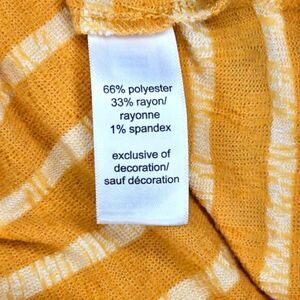 66% polyester
33% rayon/
rayonne
1% spandex
exclusive of
decoration/
sauf décoration